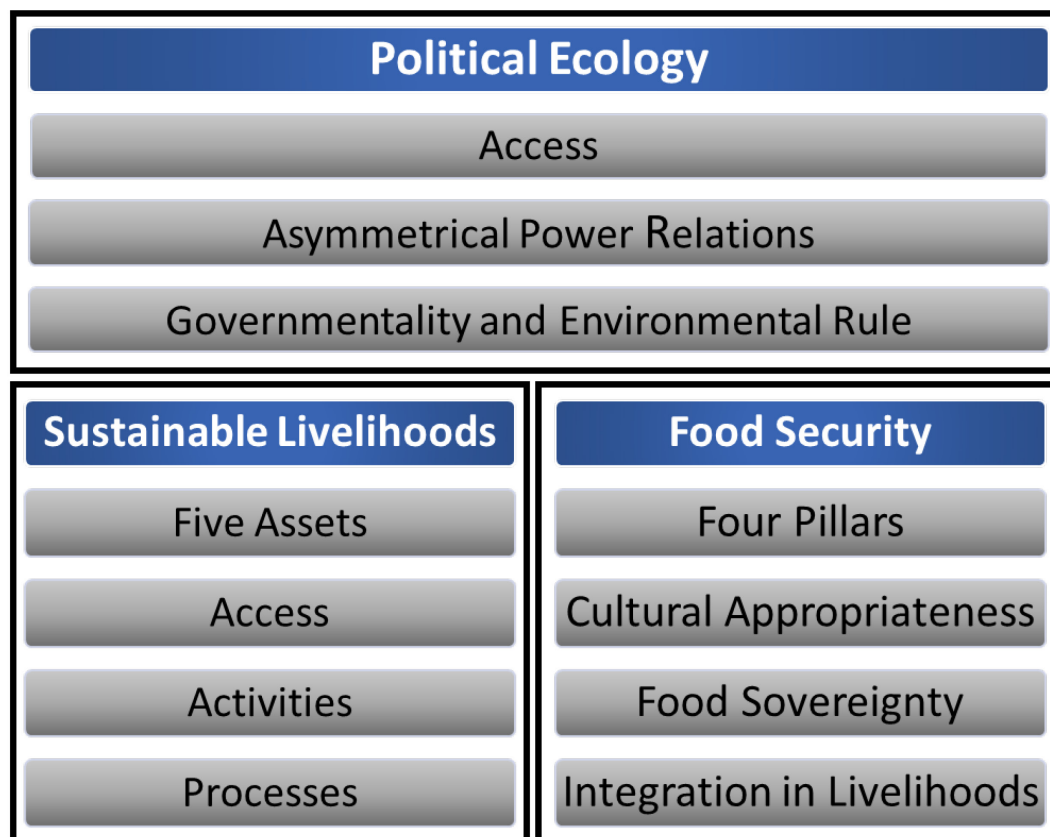 Political Ecology
Access
Asymmetrical Power Relations
Governmentality and Environmental Rule
Sustainable Livelihoods
Five Assets
Access
Activities
Processes
Food Security
Four Pillars
Cultural Appropriateness
Food Sovereignty
Integration in Livelihoods